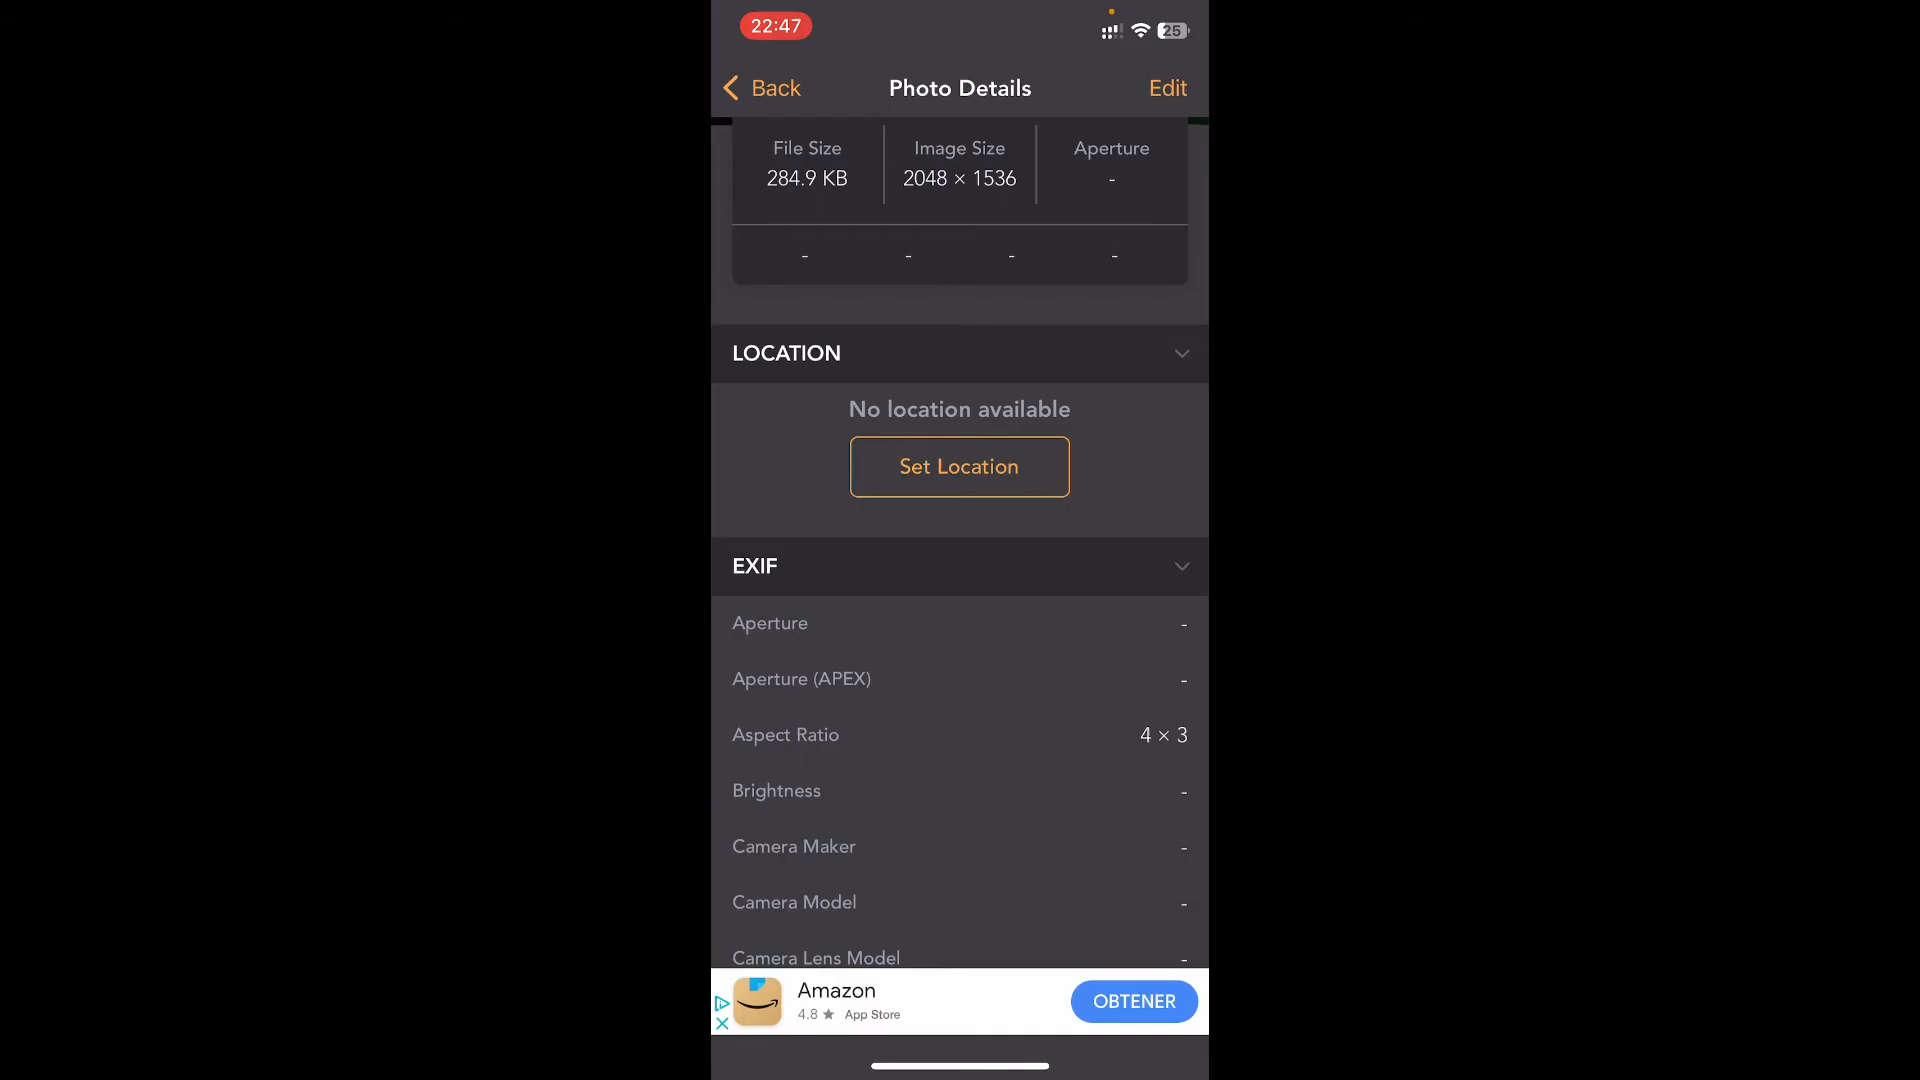 22:47
25
Back
Photo Details
Edit
File Size
Image Size
Aperture
284.9 KB
2048 × 1536
-
- - - -
LOCATION
No location available
Set Location
EXIF
Aperture -
Aperture (APEX) -
Aspect Ratio 4 × 3
Brightness -
Camera Maker -
Camera Model -
Camera Lens Model -
Amazon
4.8 ★ App Store
OBTENER